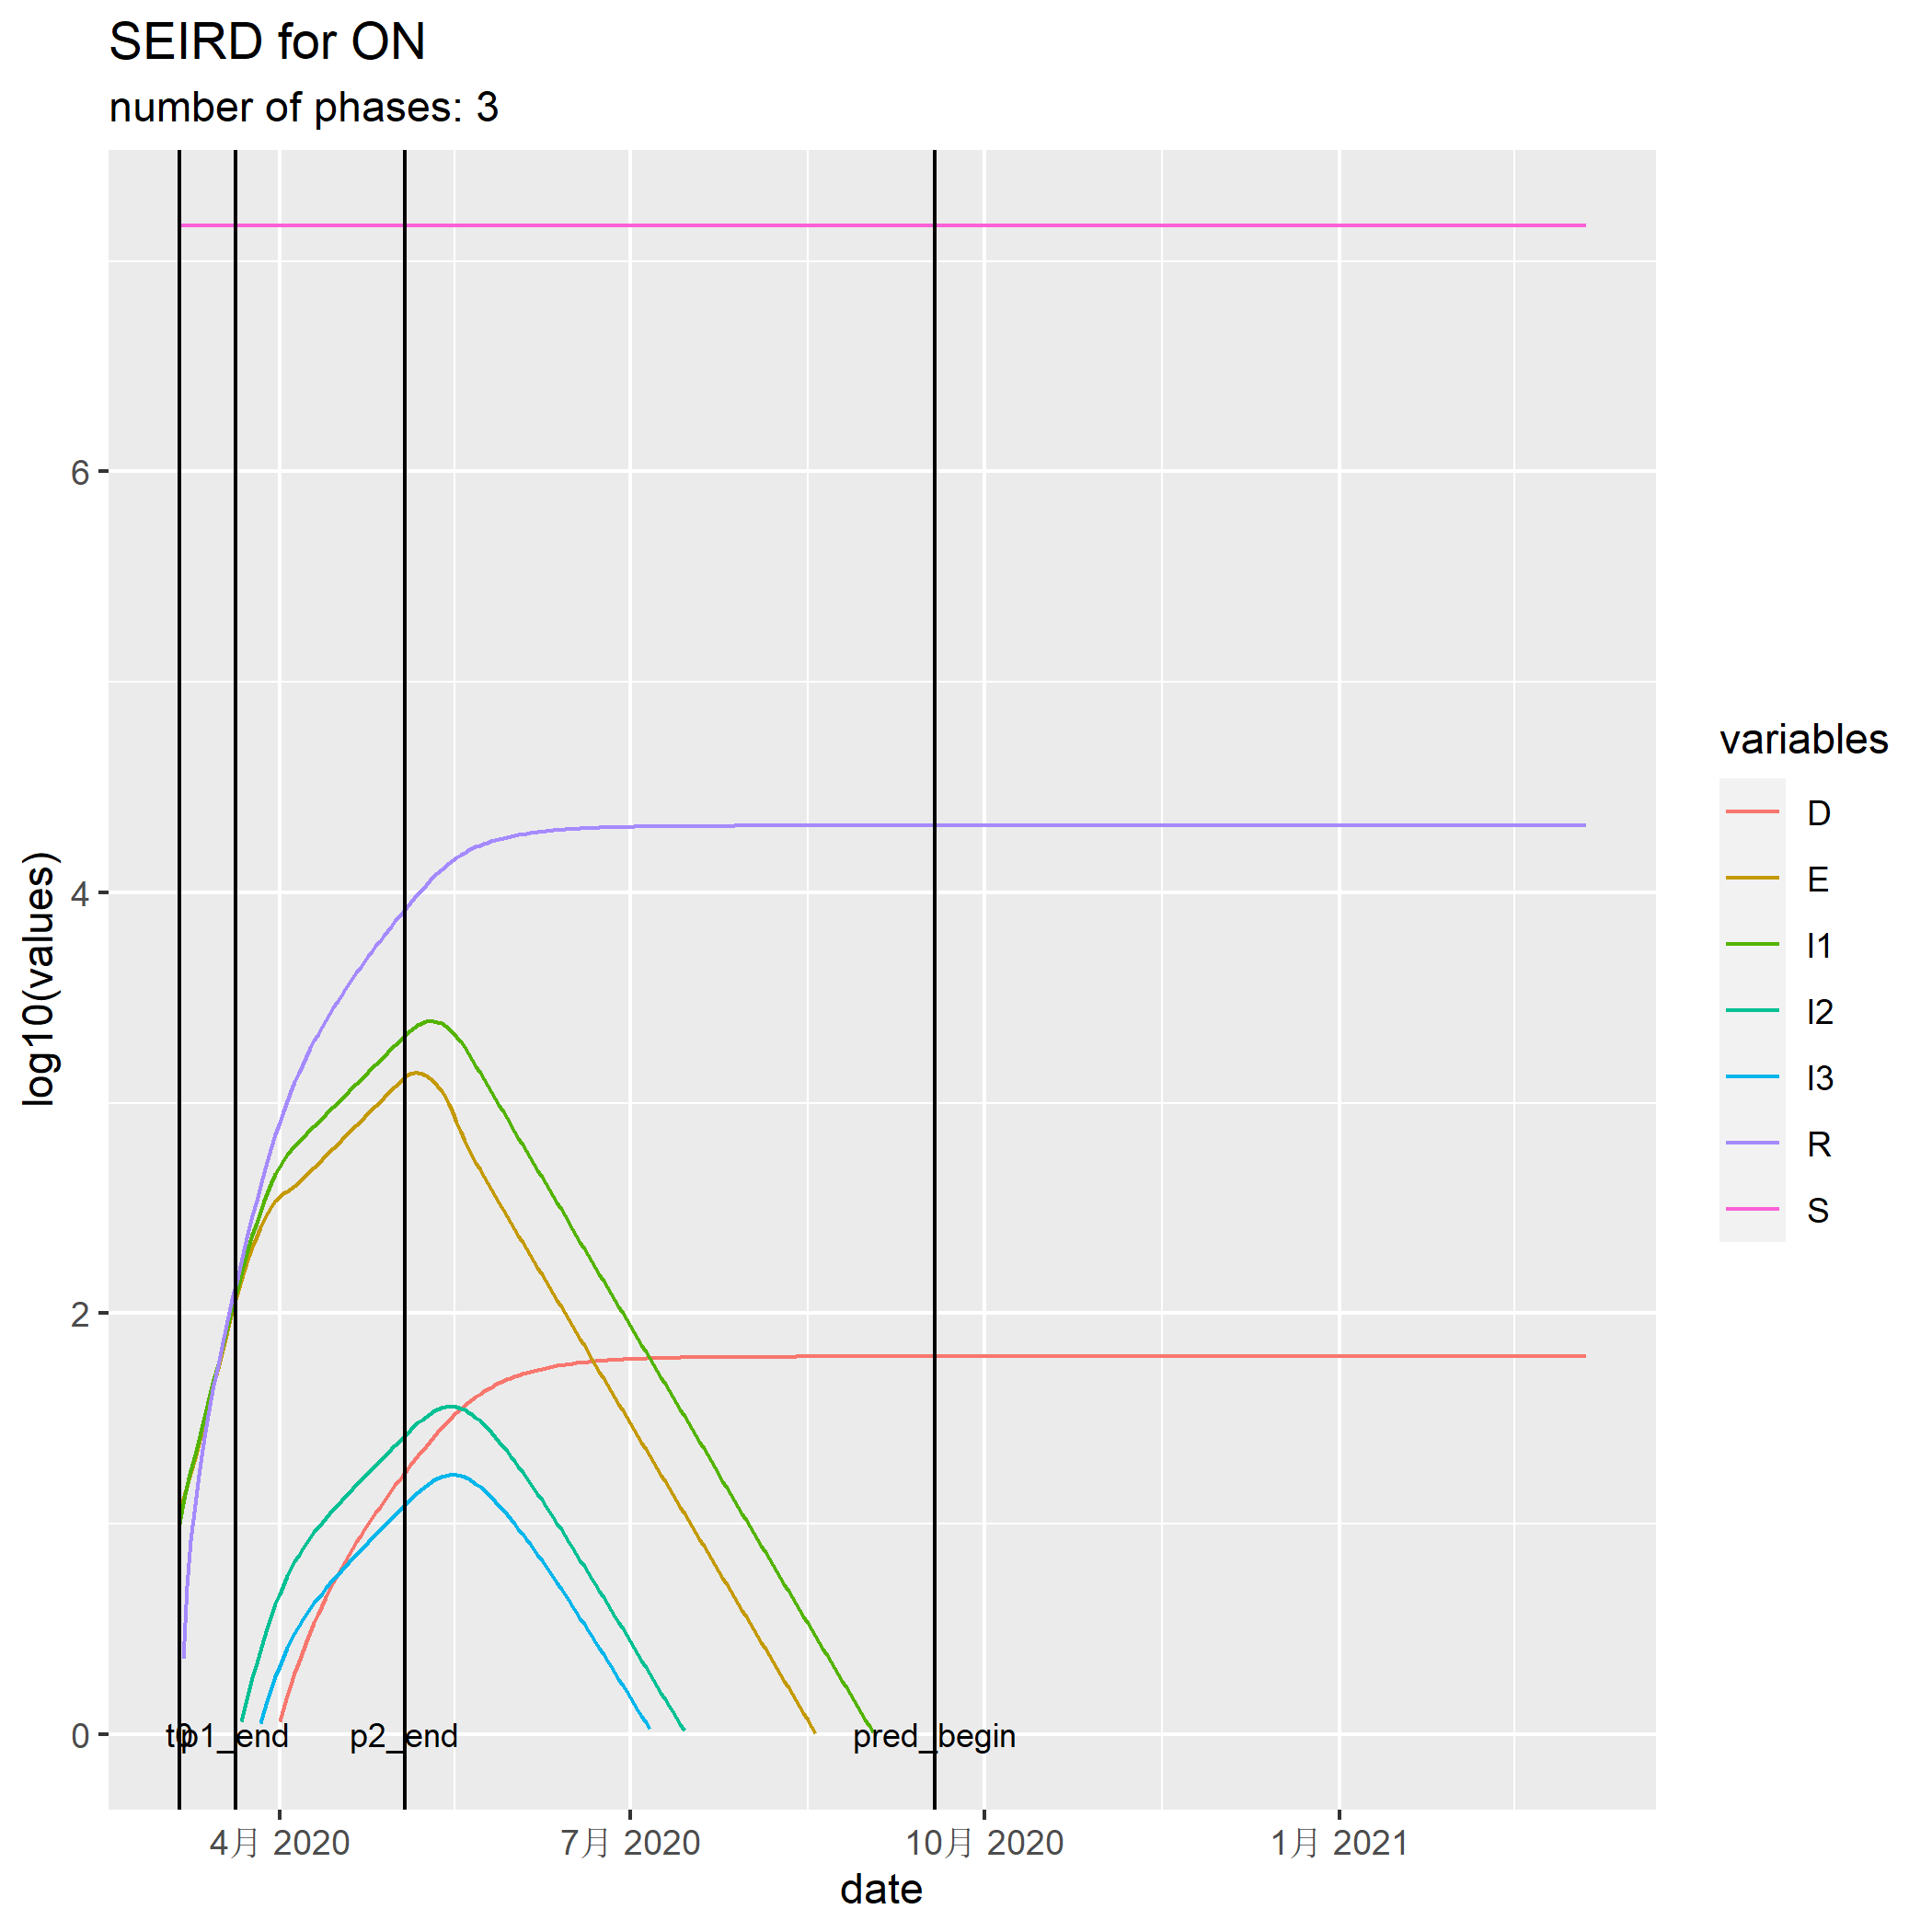 SEIRD for ON
number of phases: 3
log10(values)
6
4
2
0
t0
p1_end
p2_end
pred_begin
4月 2020
7月 2020
10月 2020
1月 2021
date
variables
D
E
I1
I2
I3
R
S